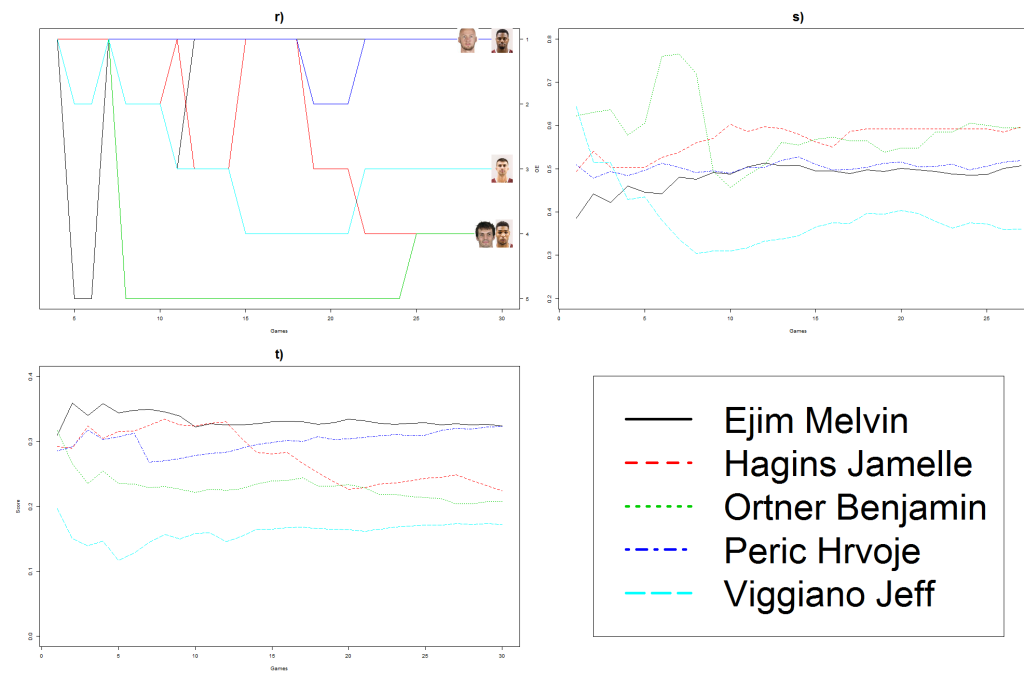 r)
1
2
3
4
5
OE
5 10 15 20 25 30
Games
s)
0.8
0.7
0.6
0.5
0.4
0.3
0.2
0 5 10 15 20 25
Games
t)
0.4
0.3
0.2
0.1
0.0
Score
0 5 10 15 20 25 30
Games
Ejim Melvin
Hagins Jamelle
Ortner Benjamin
Peric Hrvoje
Viggiano Jeff